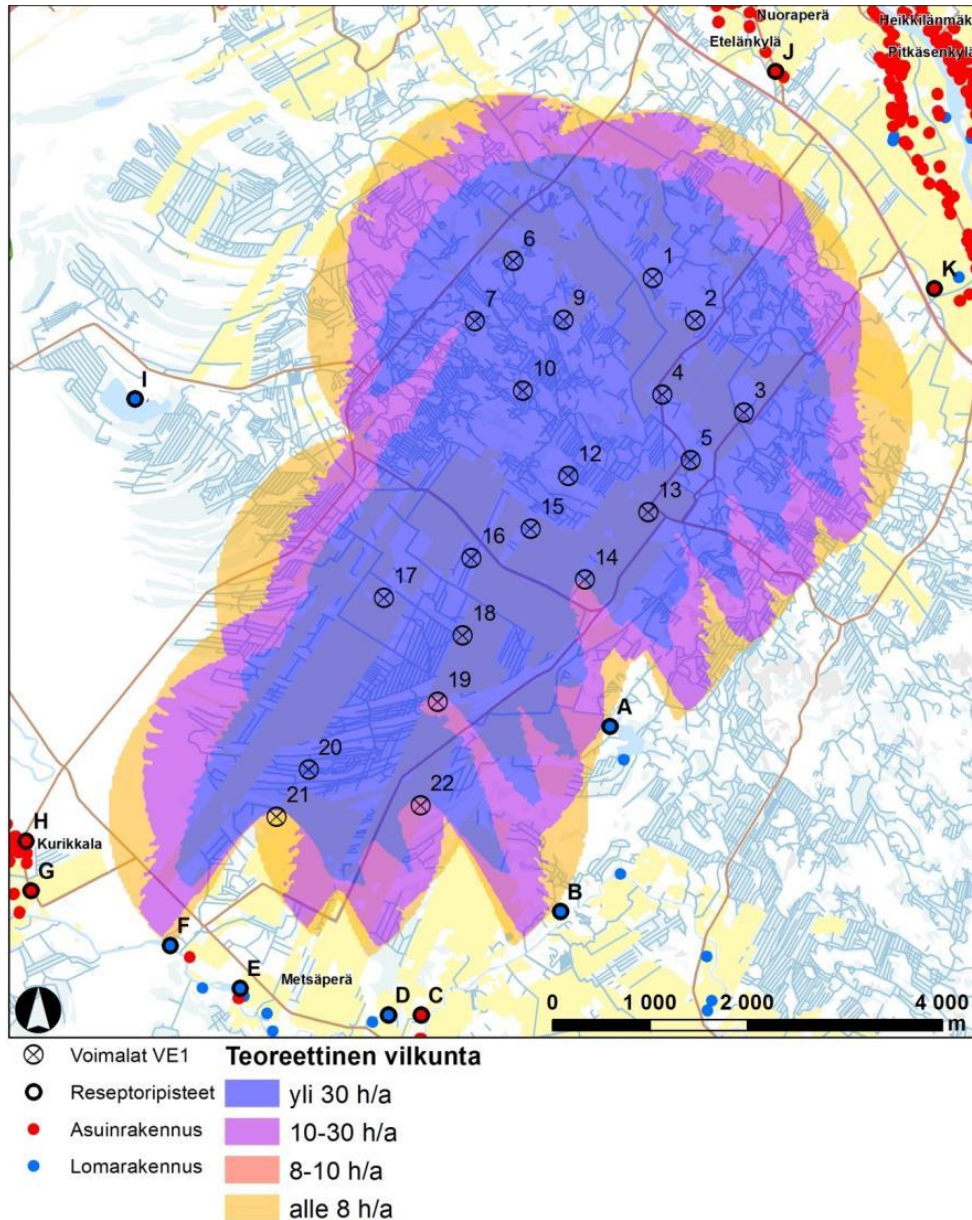 Nuoraperä
Heikkilänmäk
Etelänkylä
Pitkäsenkylä
J
K
6
1
7
9
2
I
10
4
3
5
12
13
15
16
14
17
18
19
A
20
21
22
H
Kurikkala
G
B
F
E
Metsäperä
D
C
0 1 000 2 000 4 000
m
Voimalat VE1
Reseptoripisteet
Asuinrakennus
Lomarakennus
Teoreettinen vilkunta
yli 30 h/a
10-30 h/a
8-10 h/a
alle 8 h/a